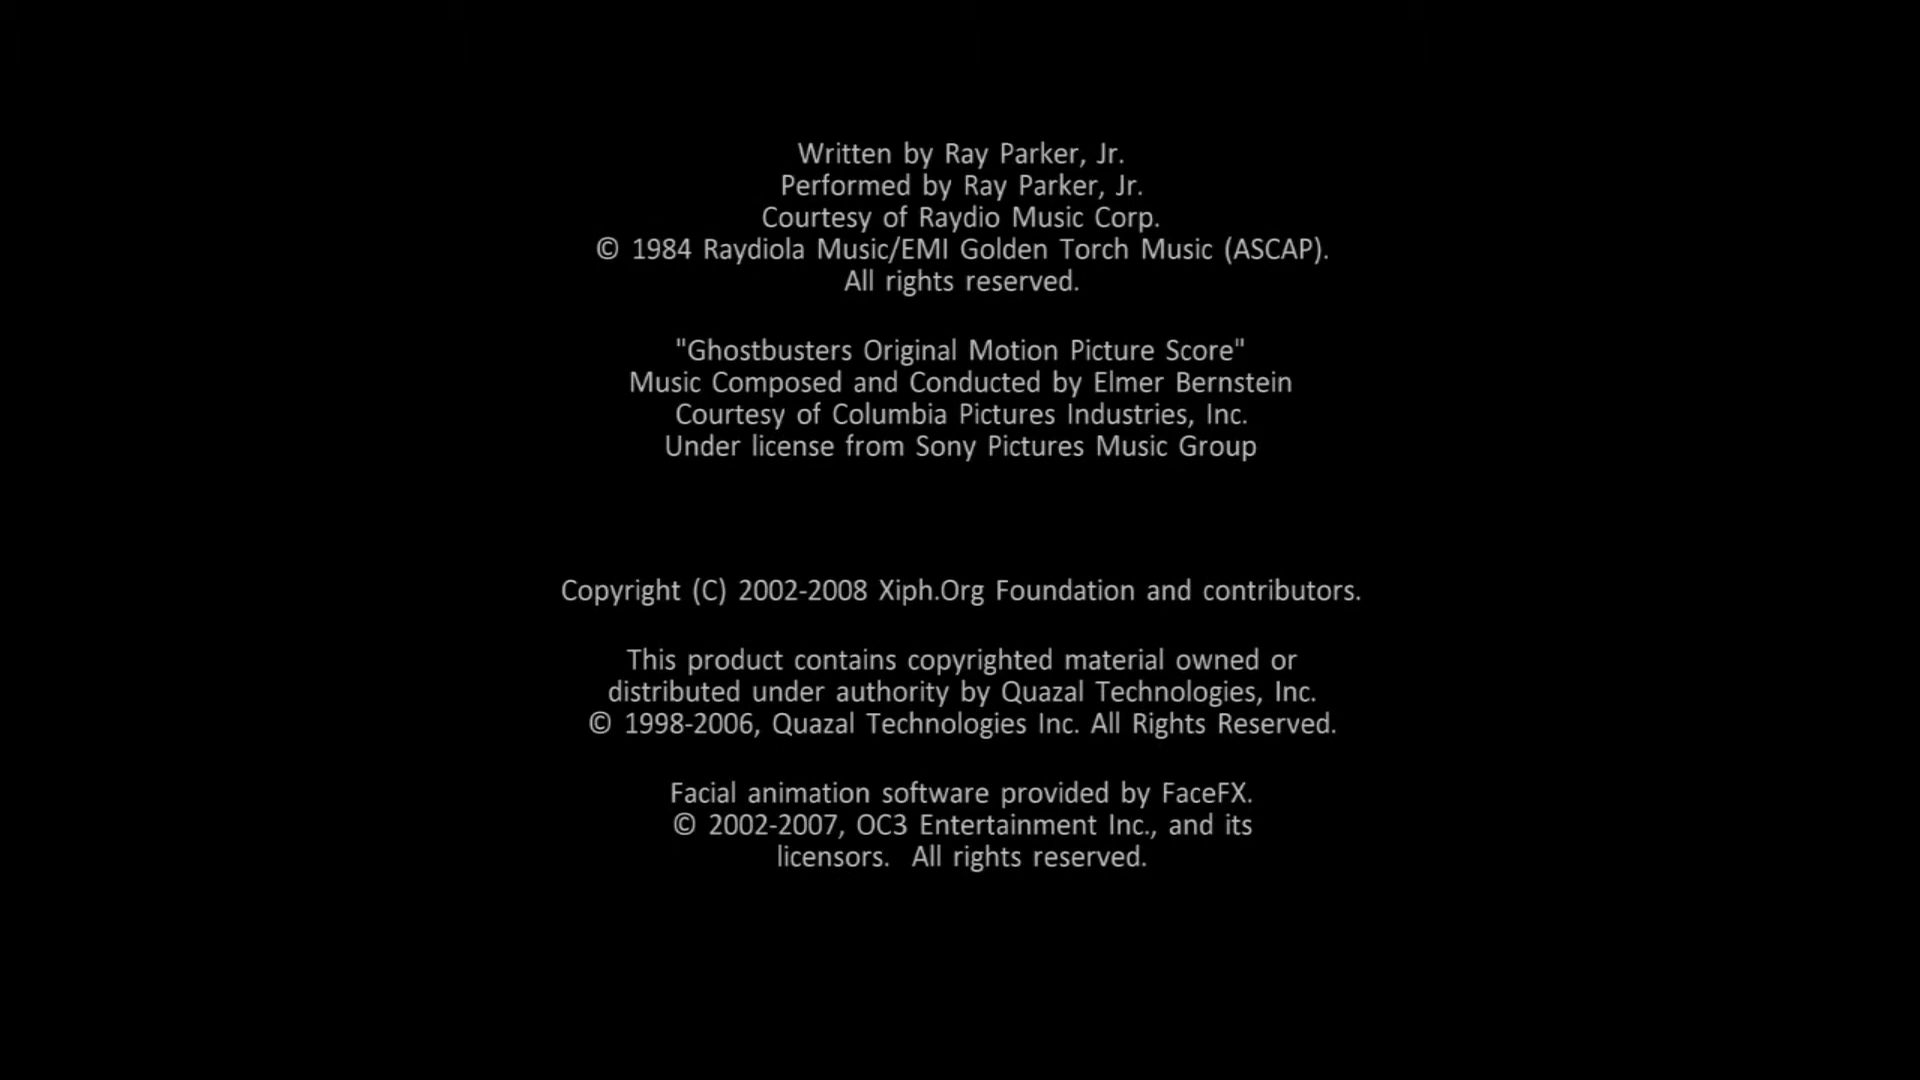 Written by Ray Parker, Jr.
Performed by Ray Parker, Jr.
Courtesy of Raydio Music Corp.
© 1984 Raydiola Music/EMI Golden Torch Music (ASCAP).
All rights reserved.
"Ghostbusters Original Motion Picture Score"
Music Composed and Conducted by Elmer Bernstein
Courtesy of Columbia Pictures Industries, Inc.
Under license from Sony Pictures Music Group
Copyright (C) 2002-2008 Xiph.Org Foundation and contributors.
This product contains copyrighted material owned or
distributed under authority by Quazal Technologies, Inc.
© 1998-2006, Quazal Technologies Inc. All Rights Reserved.
Facial animation software provided by FaceFX.
© 2002-2007, OC3 Entertainment Inc., and its
licensors.  All rights reserved.